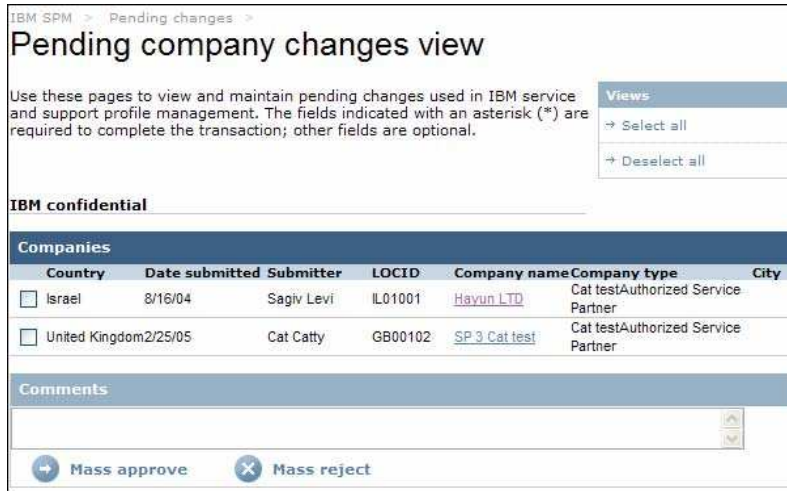 IBM SPM > Pending changes >
Pending company changes view
Use these pages to view and maintain pending changes used in IBM service
and support profile management. The fields indicated with an asterisk (*) are
required to complete the transaction; other fields are optional.
Views
→ Select all
→ Deselect all
IBM confidential
Companies
Country Date submitted Submitter LOCID Company name Company type City
Israel 8/16/04 Sagiv Levi IL01001 Hayun LTD Cat testAuthorized Service
Partner
United Kingdom 2/25/05 Cat Catty GB00102 SP 3 Cat test Cat testAuthorized Service
Partner
Comments
Mass approve Mass reject